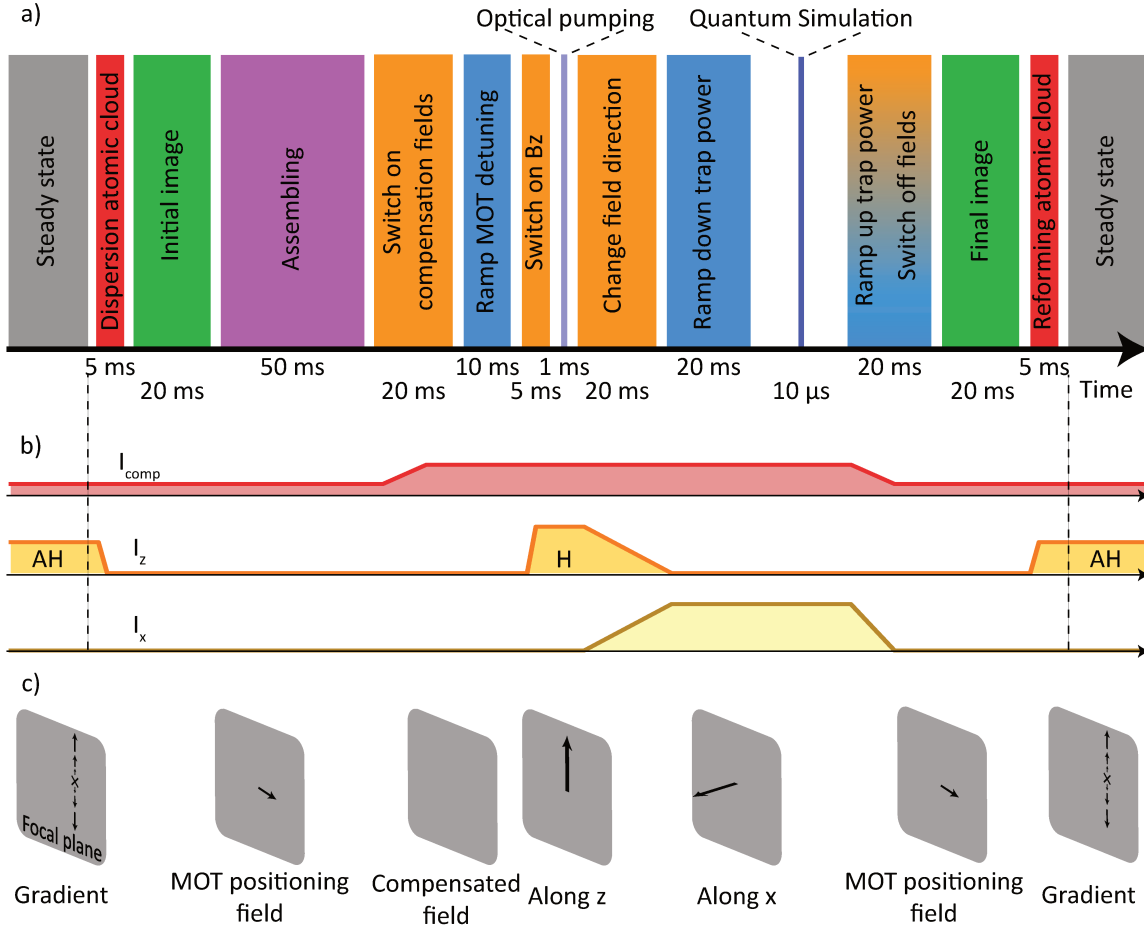 a)
Optical pumping
Quantum Simulation
Steady state
Dispersion atomic cloud
Initial image
Assembling
Switch on
compensation fields
Ramp MOT detuning
Switch on Bz
Change field direction
Ramp down trap power
Ramp up trap power
Switch off fields
Final image
Reforming atomic cloud
Steady state
5 ms
50 ms
10 ms
1 ms
20 ms
20 ms
5 ms
20 ms
20 ms
5 ms
20 ms
10 µs
20 ms
Time
b)
I_comp
AH
I_z
H
AH
I_x
c)
Focal plane
Gradient
MOT positioning
field
Compensated
field
Along z
Along x
MOT positioning
field
Gradient